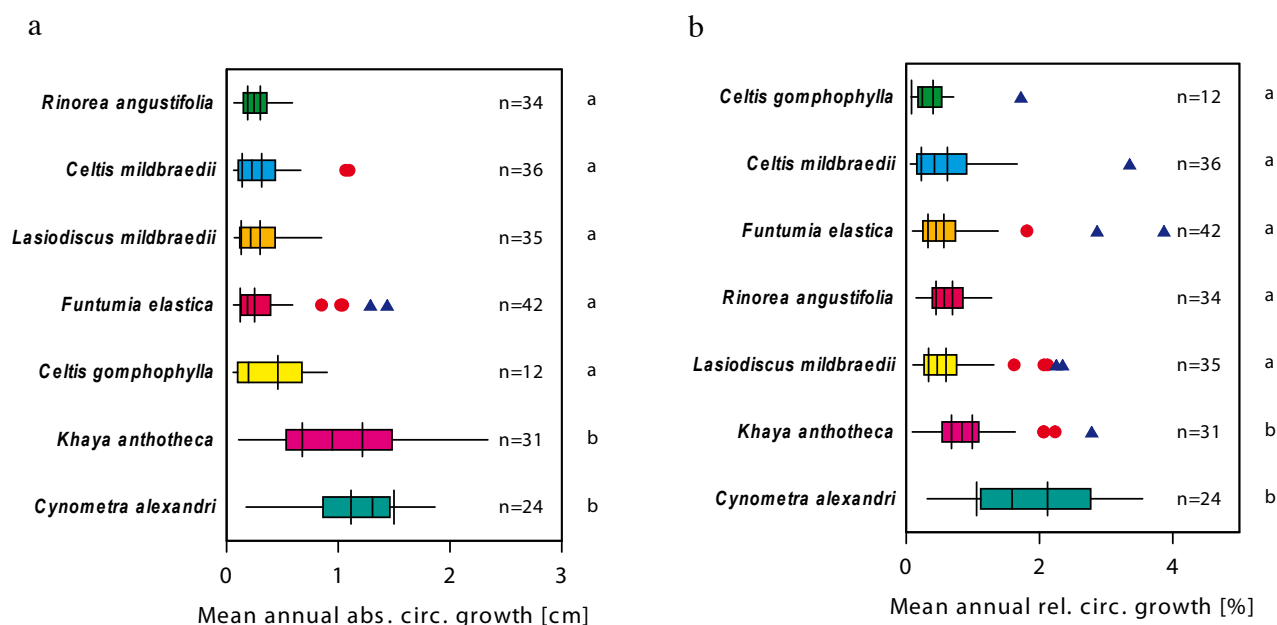 a
Rinorea angustifolia n=34 a
Celtis mildbraedii n=36 a
Lasiodiscus mildbraedii n=35 a
Funtumia elastica n=42 a
Celtis gomphophylla n=12 a
Khaya anthotheca n=31 b
Cynometra alexandri n=24 b
0 1 2 3
Mean annual abs. circ. growth [cm]
b
Celtis gomphophylla n=12 a
Celtis mildbraedii n=36 a
Funtumia elastica n=42 a
Rinorea angustifolia n=34 a
Lasiodiscus mildbraedii n=35 a
Khaya anthotheca n=31 b
Cynometra alexandri n=24 b
0 2 4
Mean annual rel. circ. growth [%]